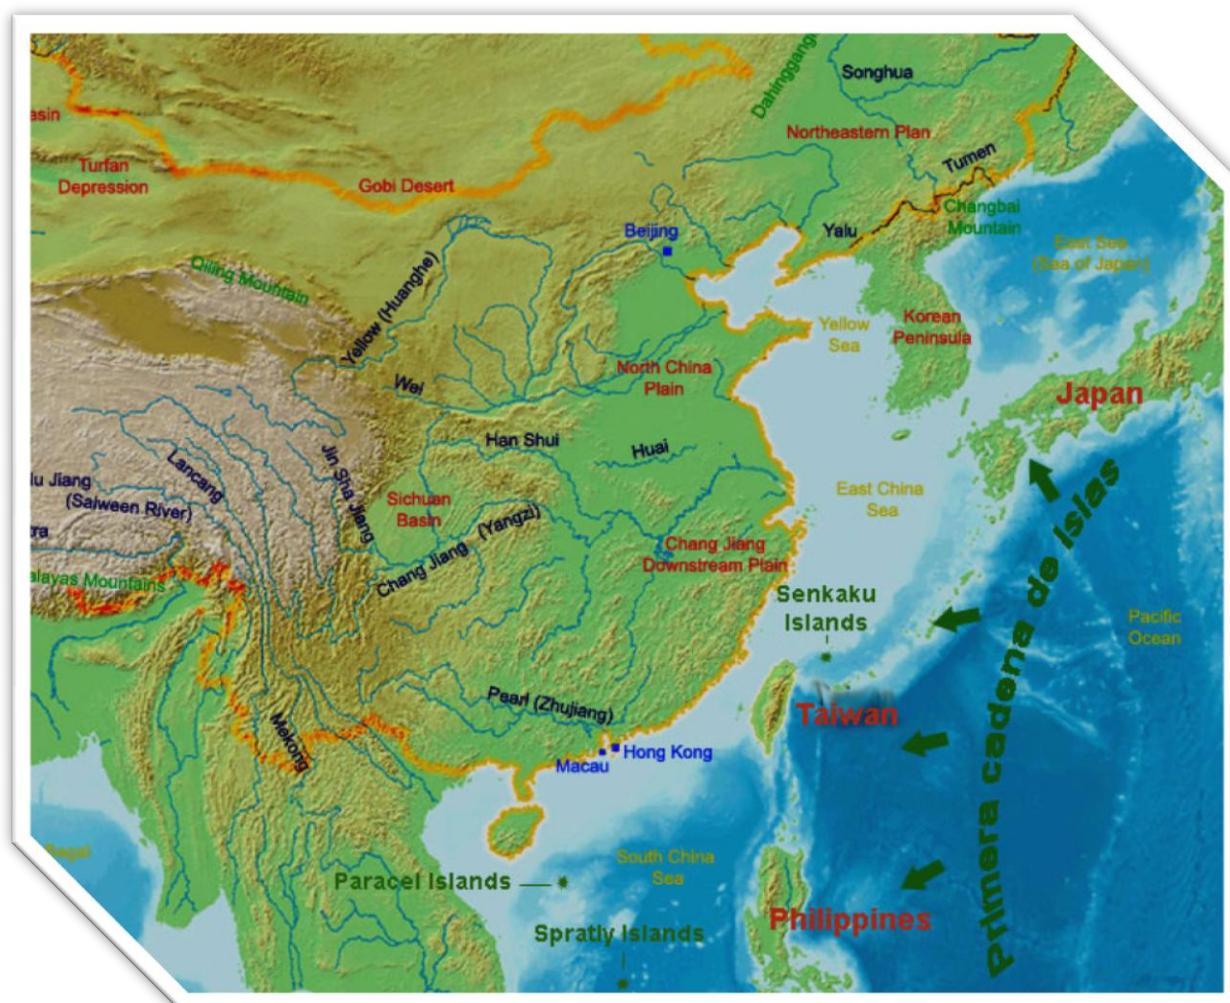 Songhua
Dahinggang
asin
Northeastern Plan
Tumen
Turfan
Depression
Gobi Desert
Changbai
Mountain
Yalu
Beijing
East Sea
(Sea of Japan)
Qiling Mountain
Yellow (Huanghe)
Yellow
Sea
Korean
Peninsula
North China
Plain
Wei
Japan
Han Shui
Huai
Jin Sha Jiang
Lancang
lu Jiang
(Salween River)
Sichuan
Basin
East China
Sea
Primera cadena de Islas
tra
Chang Jiang (Yangzi)
Chang Jiang
Downstream Plain
alayas Mountains
Senkaku
Islands
Pacific
Ocean
Pearl (Zhujiang)
Taiwan
Mekong
Hong Kong
Macau
South China
Sea
Paracel Islands
Philippines
Spratly Islands